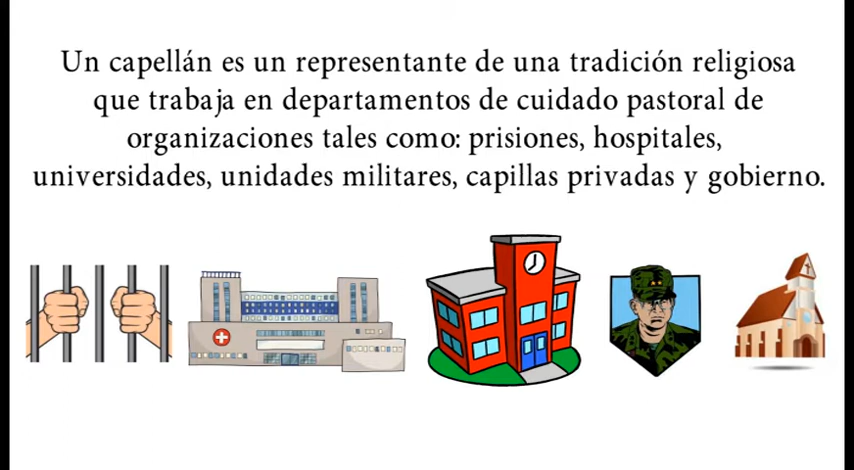 Un capellán es un representante de una tradición religiosa
que trabaja en departamentos de cuidado pastoral de
organizaciones tales como: prisiones, hospitales,
universidades, unidades militares, capillas privadas y gobierno.